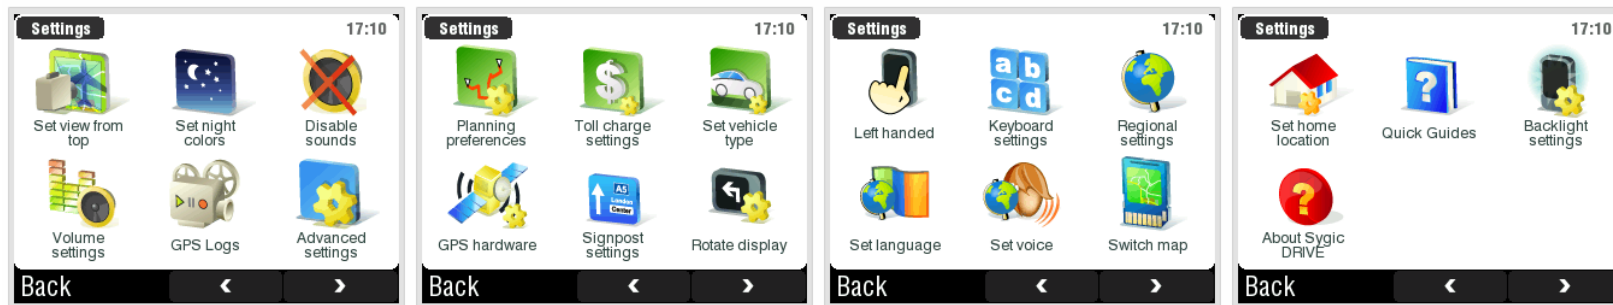 Settings 17:10
Set view from
top
Set night
colors
Disable
sounds
Volume
settings
GPS Logs
Advanced
settings
Back
Settings 17:10
Planning
preferences
$
Toll charge
settings
Set vehicle
type
GPS hardware
A5
London
Center
Signpost
settings
Rotate display
Back
Settings 17:10
Left handed
a b
c d
Keyboard
settings
Regional
settings
Set language
Set voice
Switch map
Back
Settings 17:10
Set home
location
?
Quick Guides
Backlight
settings
?
About Sygic
DRIVE
Back